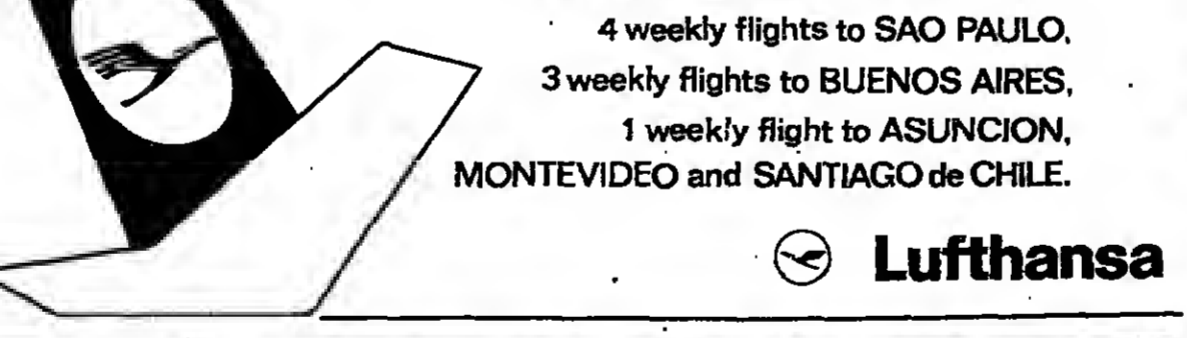 4 weekly flights to SAO PAULO,
3 weekly flights to BUENOS AIRES,
1 weekly flight to ASUNCION,
MONTEVIDEO and SANTIAGO de CHILE.
Lufthansa